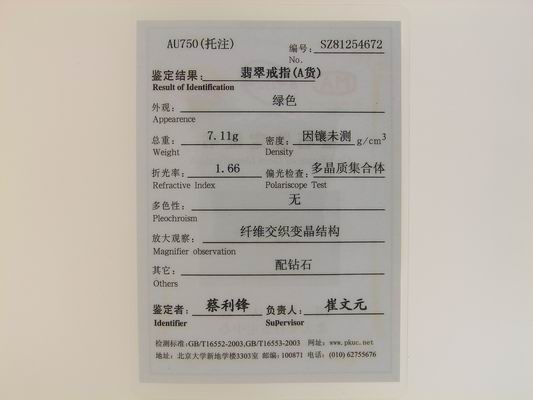 AU750(托注)
编号: SZ81254672
No.
鉴定结果: 翡翠戒指(A货)
Result of Identification
外观: 绿色
Appearance
总重: 7.11g 密度: 因镶未测 g/cm³
Weight Density
折光率: 1.66 偏光检查: 多晶质集合体
Refractive Index Polariscope Test
多色性: 无
Pleochroism
放大观察: 纤维交织变晶结构
Magnifier observation
其它: 配钻石
Others
鉴定者: 蔡利锋 负责人: 崔文元
Identifier SuPervisor
检测标准:GB/T16552-2003,GB/T16553-2003 网址: www.pkuc.net
地址: 北京大学新地学楼3303室 邮编: 100871 电话: (010) 62755676